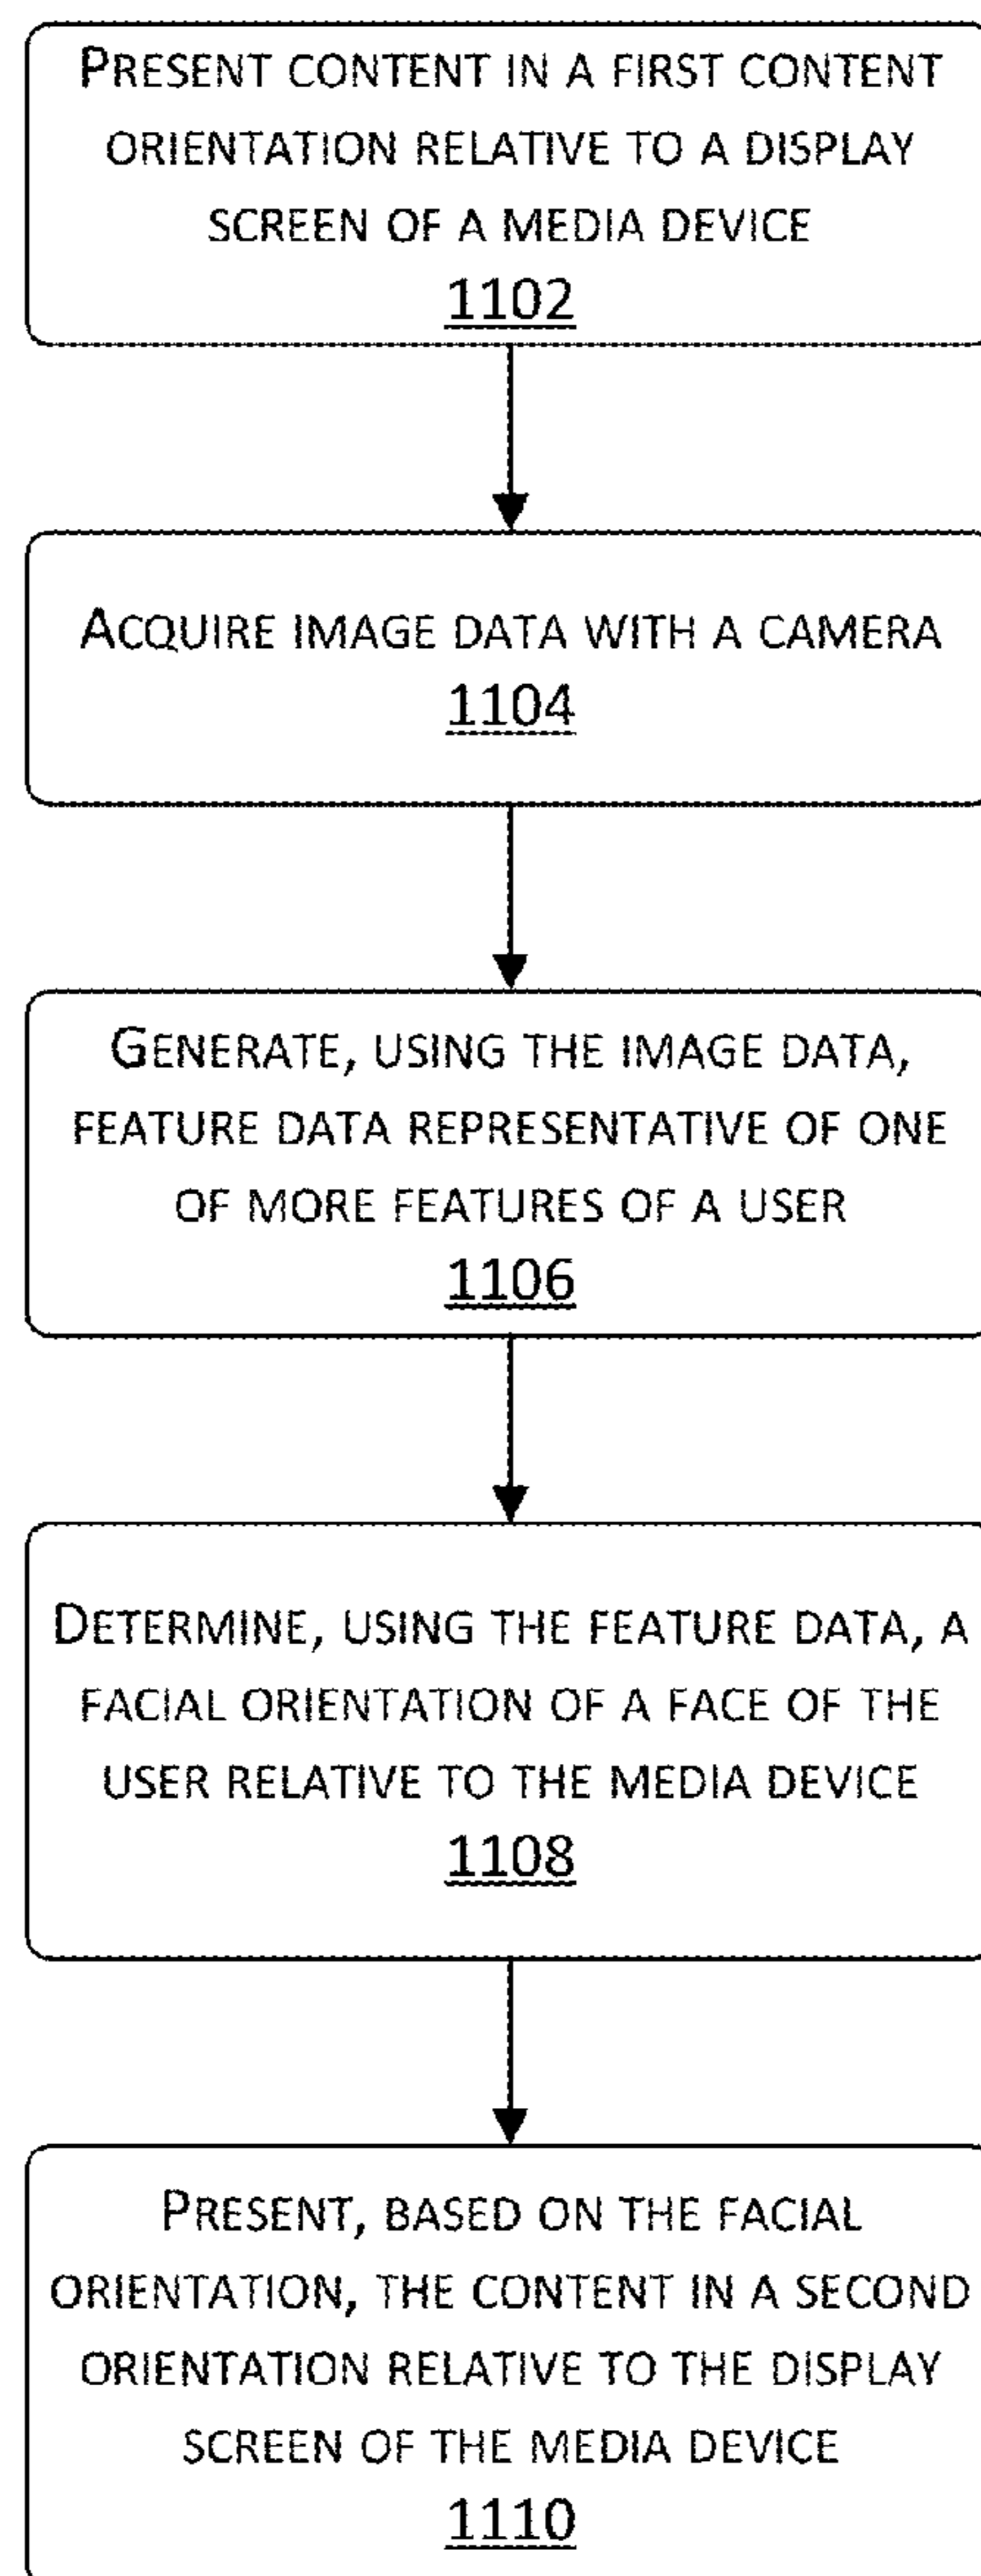 PRESENT CONTENT IN A FIRST CONTENT
ORIENTATION RELATIVE TO A DISPLAY
SCREEN OF A MEDIA DEVICE
1102
ACQUIRE IMAGE DATA WITH A CAMERA
1104
GENERATE, USING THE IMAGE DATA,
FEATURE DATA REPRESENTATIVE OF ONE
OF MORE FEATURES OF A USER
1106
DETERMINE, USING THE FEATURE DATA, A
FACIAL ORIENTATION OF A FACE OF THE
USER RELATIVE TO THE MEDIA DEVICE
1108
PRESENT, BASED ON THE FACIAL
ORIENTATION, THE CONTENT IN A SECOND
ORIENTATION RELATIVE TO THE DISPLAY
SCREEN OF THE MEDIA DEVICE
1110